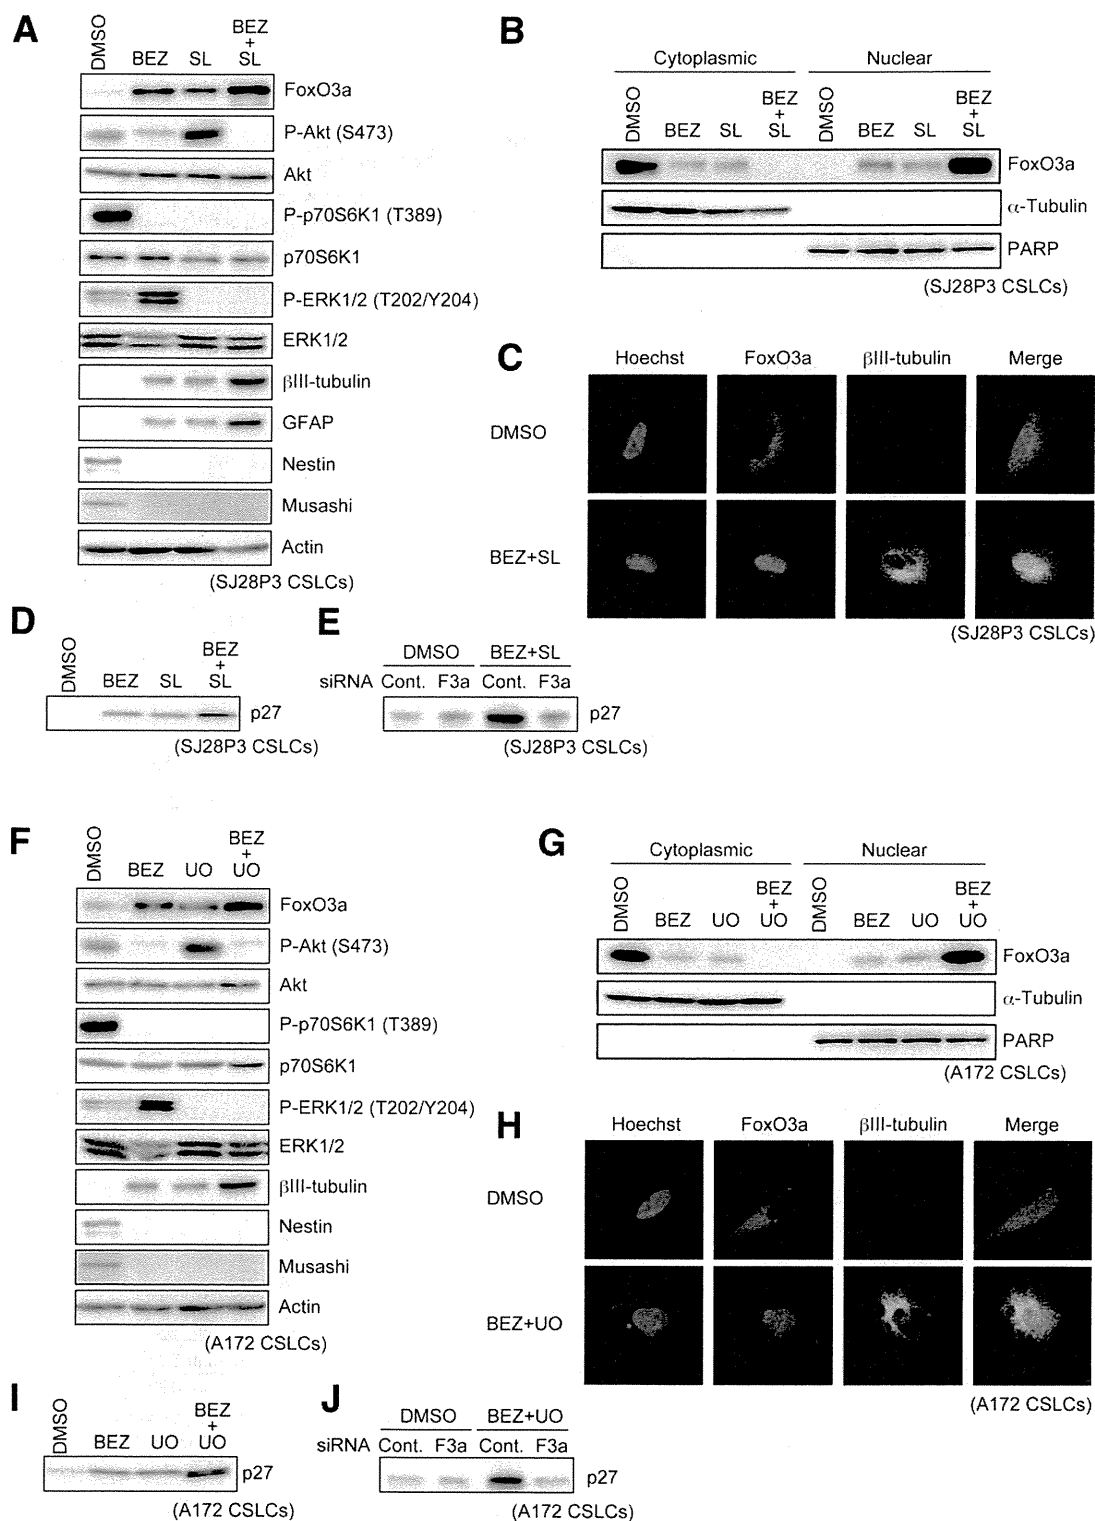 A
DMSO
BEZ
SL
BEZ
+
SL
FoxO3a
P-Akt (S473)
Akt
P-p70S6K1 (T389)
p70S6K1
P-ERK1/2 (T202/Y204)
ERK1/2
βIII-tubulin
GFAP
Nestin
Musashi
Actin
(SJ28P3 CSLCs)
B
Cytoplasmic Nuclear
DMSO
BEZ
SL
BEZ
+
SL
DMSO
BEZ
SL
BEZ
+
SL
FoxO3a
α-Tubulin
PARP
(SJ28P3 CSLCs)
C
Hoechst FoxO3a βIII-tubulin Merge
DMSO
BEZ+SL
(SJ28P3 CSLCs)
D
DMSO
BEZ
SL
BEZ
+
SL
p27
(SJ28P3 CSLCs)
E
DMSO BEZ+SL
siRNA Cont. F3a Cont. F3a
p27
(SJ28P3 CSLCs)
F
DMSO
BEZ
UO
BEZ
+
UO
FoxO3a
P-Akt (S473)
Akt
P-p70S6K1 (T389)
p70S6K1
P-ERK1/2 (T202/Y204)
ERK1/2
βIII-tubulin
Nestin
Musashi
Actin
(A172 CSLCs)
G
Cytoplasmic Nuclear
DMSO
BEZ
UO
BEZ
+
UO
DMSO
BEZ
UO
BEZ
+
UO
FoxO3a
α-Tubulin
PARP
(A172 CSLCs)
H
Hoechst FoxO3a βIII-tubulin Merge
DMSO
BEZ+UO
(A172 CSLCs)
I
DMSO
BEZ
UO
BEZ
+
UO
p27
(A172 CSLCs)
J
DMSO BEZ+UO
siRNA Cont. F3a Cont. F3a
p27
(A172 CSLCs)